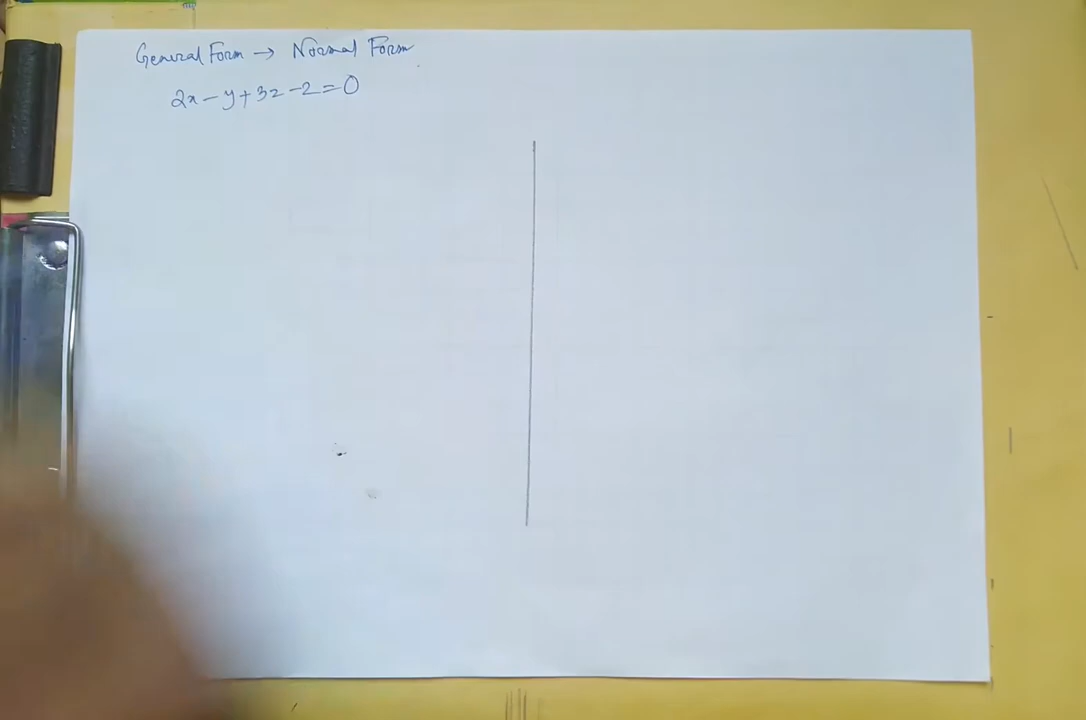 General Form → Normal Form
2x - y + 3z - 2 = 0